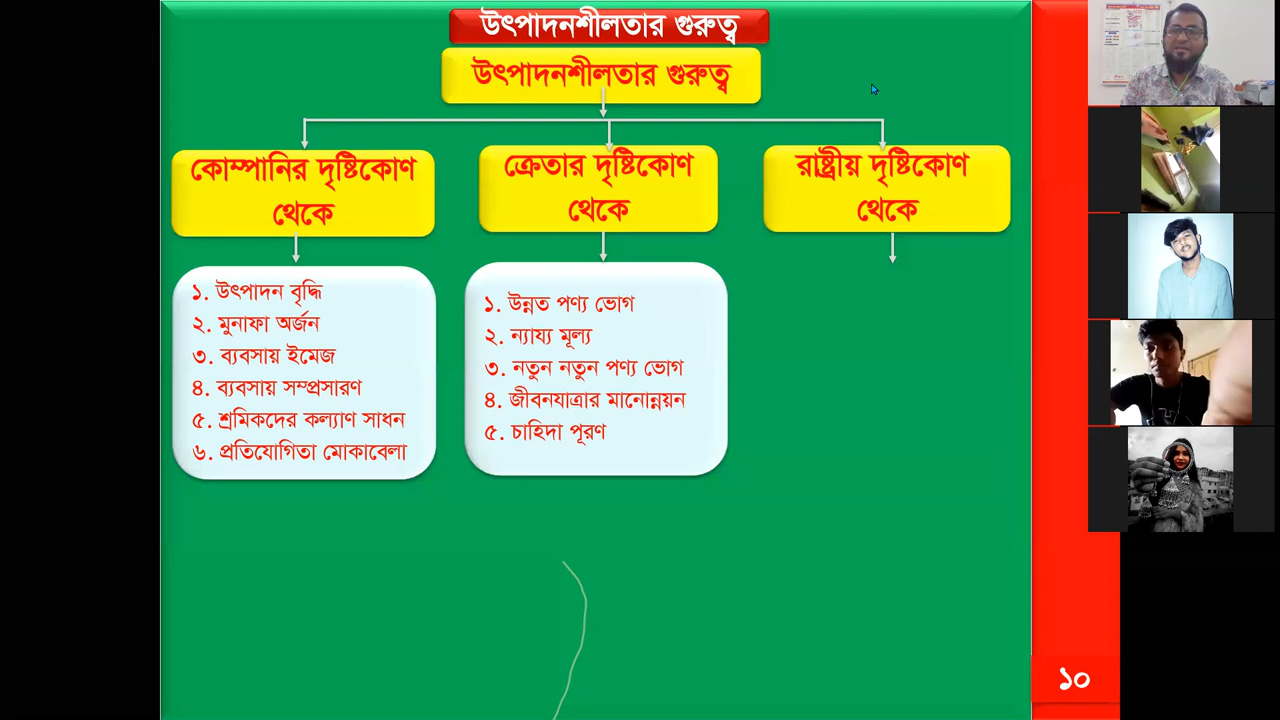 উৎপাদনশীলতার গুরুত্ব
উৎপাদনশীলতার গুরুত্ব
কোম্পানির দৃষ্টিকোণ
থেকে
ক্রেতার দৃষ্টিকোণ
থেকে
রাষ্ট্রীয় দৃষ্টিকোণ
থেকে
১. উৎপাদন বৃদ্ধি
২. মুনাফা অর্জন
৩. ব্যবসায় ইমেজ
৪. ব্যবসায় সম্প্রসারণ
৫. শ্রমিকদের কল্যাণ সাধন
৬. প্রতিযোগিতা মোকাবেলা
১. উন্নত পণ্য ভোগ
২. ন্যায্য মূল্য
৩. নতুন নতুন পণ্য ভোগ
৪. জীবনযাত্রার মানোন্নয়ন
৫. চাহিদা পূরণ
১০